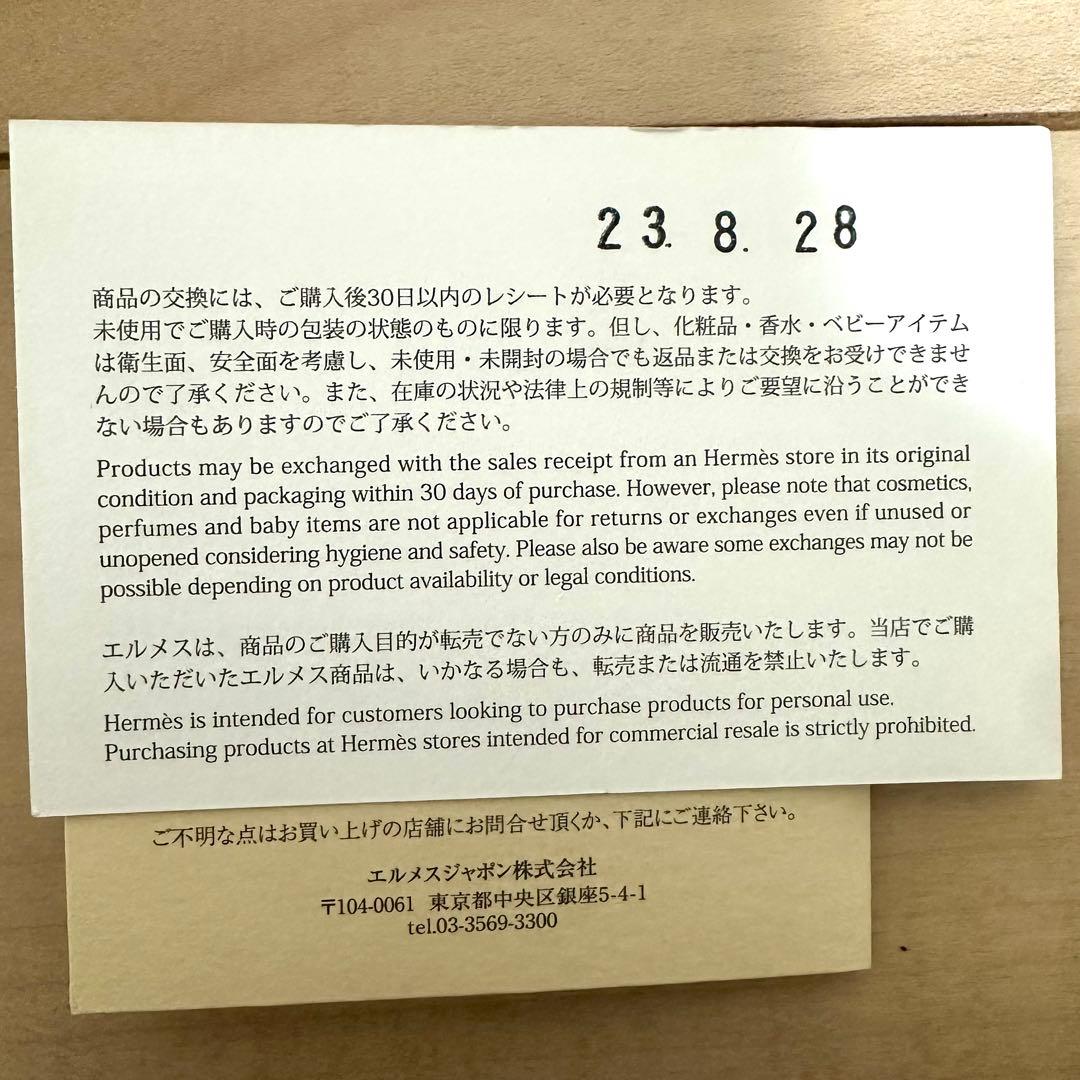 23. 8. 28
商品の交換には、ご購入後30日以内のレシートが必要となります。
未使用でご購入時の包装の状態のものに限ります。但し、化粧品・香水・ベビーアイテム
は衛生面、安全面を考慮し、未使用・未開封の場合でも返品または交換をお受けできませ
んので了承ください。また、在庫の状況や法律上の規制等によりご要望に沿うことができ
ない場合もありますのでご了承ください。
Products may be exchanged with the sales receipt from an Hermès store in its original
condition and packaging within 30 days of purchase. However, please note that cosmetics,
perfumes and baby items are not applicable for returns or exchanges even if unused or
unopened considering hygiene and safety. Please also be aware some exchanges may not be
possible depending on product availability or legal conditions.
エルメスは、商品のご購入目的が転売でない方のみに商品を販売いたします。当店でご購
入いただいたエルメス商品は、いかなる場合も、転売または流通を禁止いたします。
Hermès is intended for customers looking to purchase products for personal use.
Purchasing products at Hermès stores intended for commercial resale is strictly prohibited.
ご不明な点はお買い上げの店舗にお問合せ頂くか、下記にご連絡下さい。
エルメスジャポン株式会社
〒104-0061 東京都中央区銀座5-4-1
tel.03-3569-3300